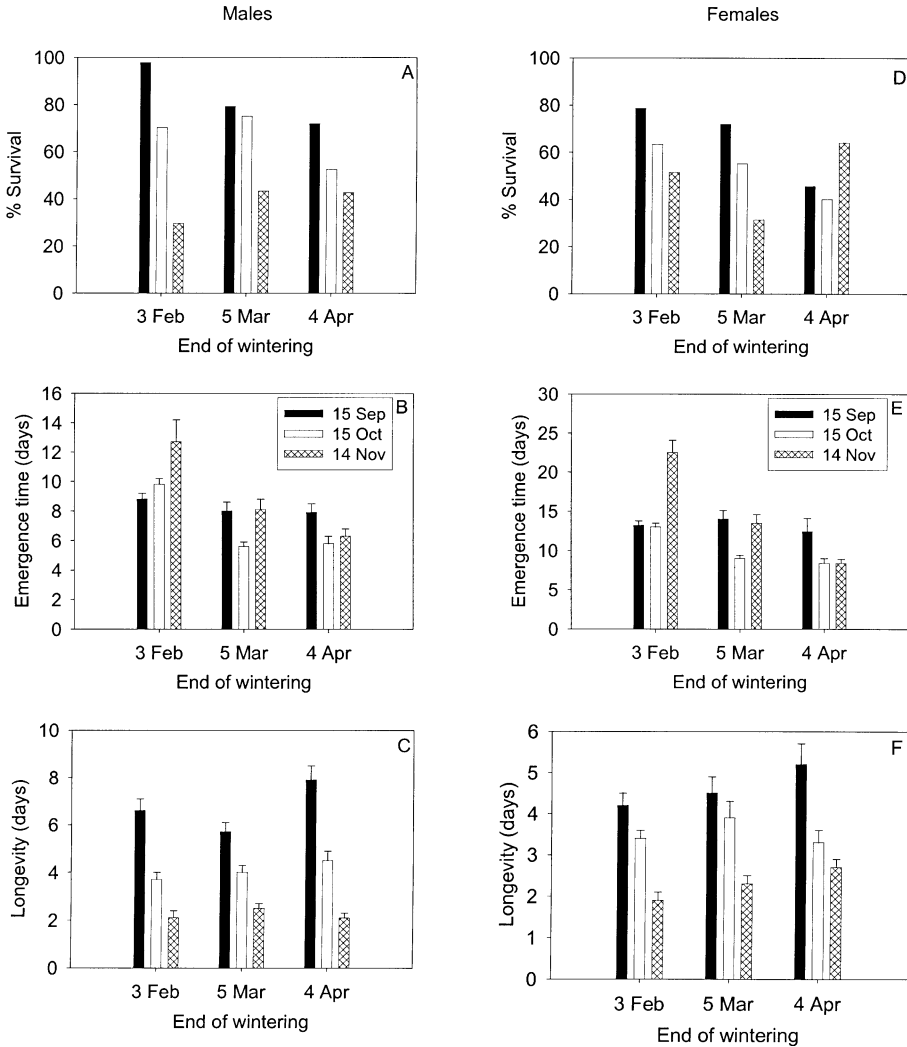 Males
Females
100
80
60
40
20
0
% Survival
A
3 Feb
5 Mar
4 Apr
End of wintering
100
80
60
40
20
0
% Survival
D
3 Feb
5 Mar
4 Apr
End of wintering
16
14
12
10
8
6
4
2
0
Emergence time (days)
B
15 Sep
15 Oct
14 Nov
3 Feb
5 Mar
4 Apr
End of wintering
30
25
20
15
10
5
0
Emergence time (days)
E
15 Sep
15 Oct
14 Nov
3 Feb
5 Mar
4 Apr
End of wintering
10
8
6
4
2
0
Longevity (days)
C
3 Feb
5 Mar
4 Apr
End of wintering
6
5
4
3
2
1
0
Longevity (days)
F
3 Feb
5 Mar
4 Apr
End of wintering